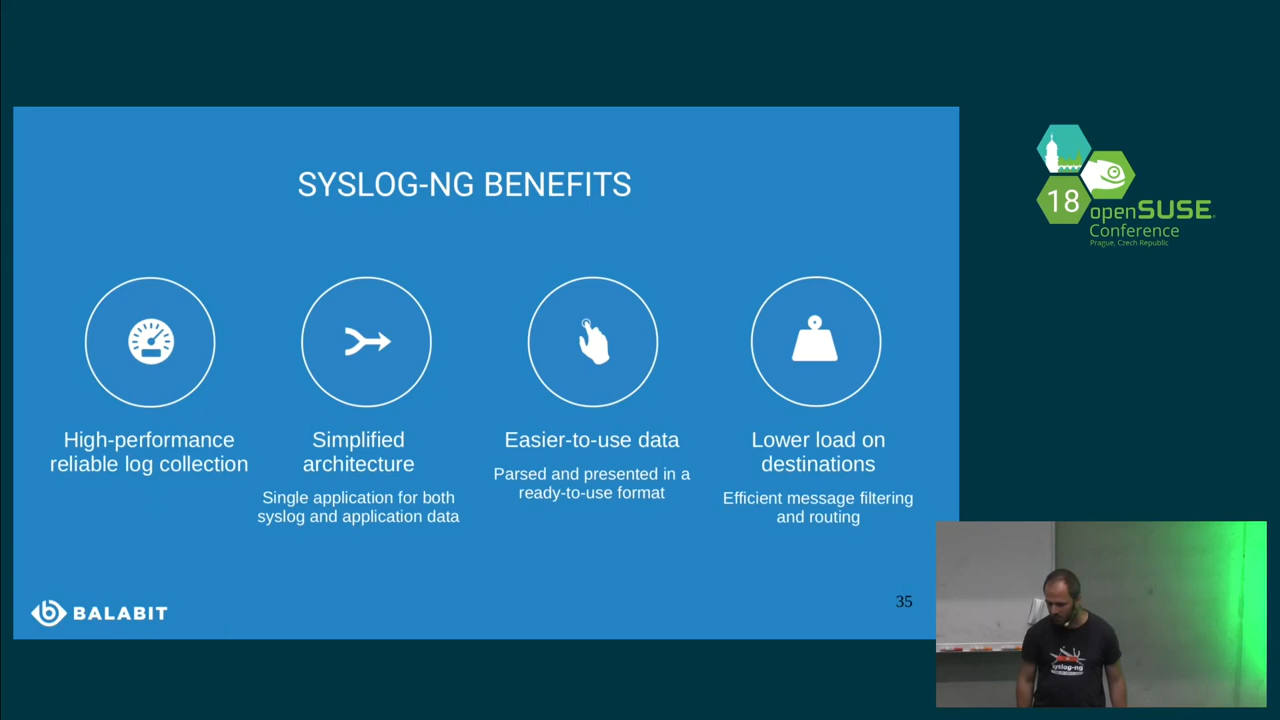 SYSLOG-NG BENEFITS
High-performance
reliable log collection
Simplified
architecture
Single application for both
syslog and application data
Easier-to-use data
Parsed and presented in a
ready-to-use format
Lower load on
destinations
Efficient message filtering
and routing
BALABIT
35
18
openSUSE
Conference
Prague, Czech Republic
syslog-ng